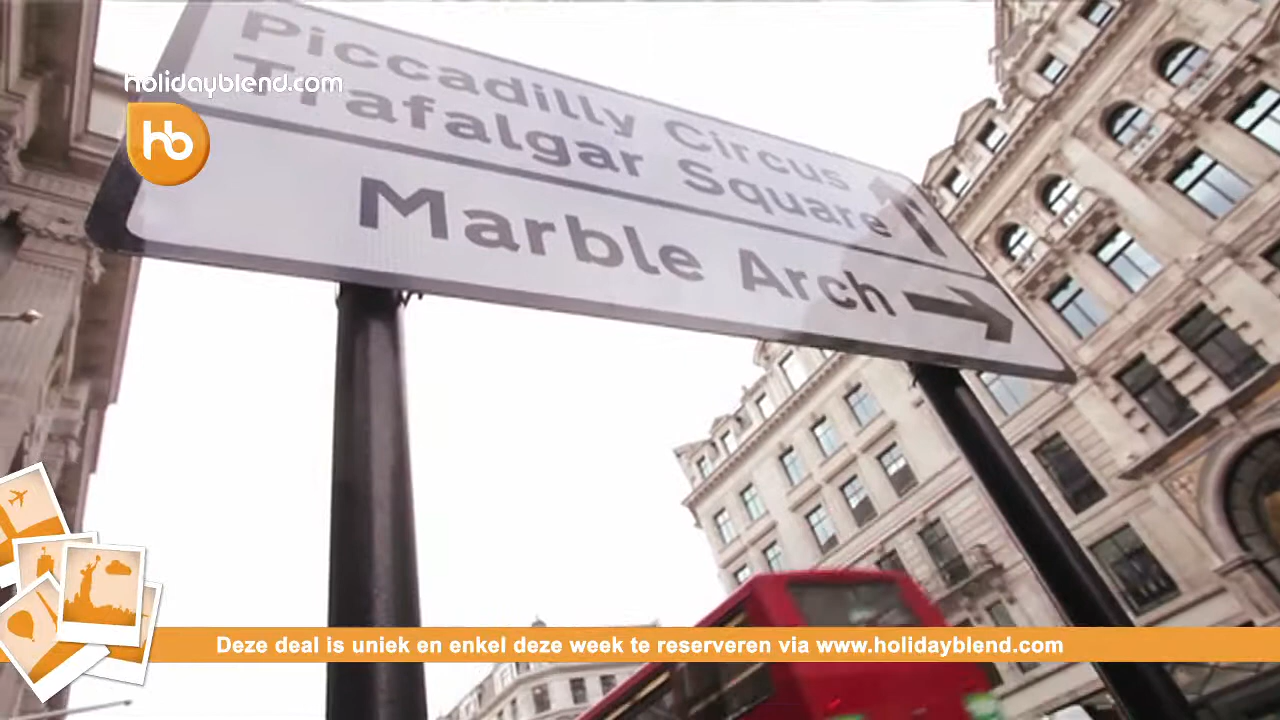 Piccadilly Circus
holidayblend.com
Trafalgar Square
hb
Marble Arch
Deze deal is uniek en enkel deze week te reserveren via www.holidayblend.com